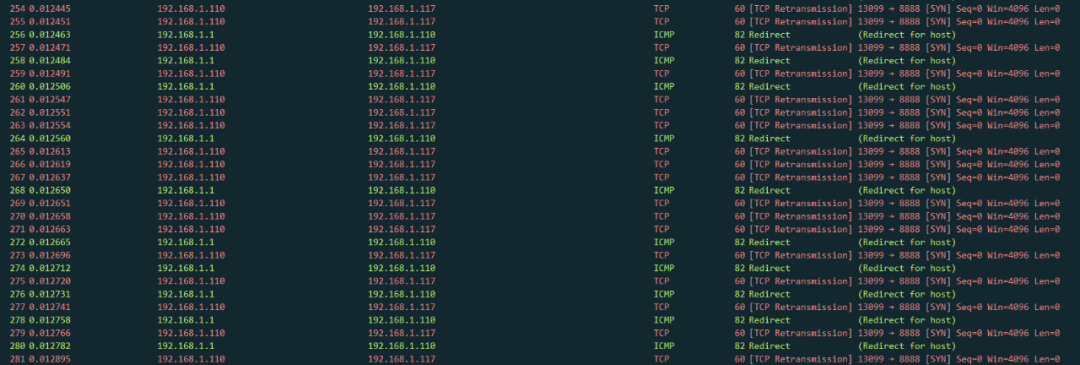 254 0.012445 192.168.1.110 192.168.1.117 TCP 60 [TCP Retransmission] 13099 → 8888 [SYN] Seq=0 Win=4096 Len=0
255 0.012451 192.168.1.110 192.168.1.117 TCP 60 [TCP Retransmission] 13099 → 8888 [SYN] Seq=0 Win=4096 Len=0
256 0.012463 192.168.1.1 192.168.1.110 ICMP 82 Redirect (Redirect for host)
257 0.012471 192.168.1.110 192.168.1.117 TCP 60 [TCP Retransmission] 13099 → 8888 [SYN] Seq=0 Win=4096 Len=0
258 0.012484 192.168.1.1 192.168.1.110 ICMP 82 Redirect (Redirect for host)
259 0.012491 192.168.1.110 192.168.1.117 TCP 60 [TCP Retransmission] 13099 → 8888 [SYN] Seq=0 Win=4096 Len=0
260 0.012506 192.168.1.1 192.168.1.110 ICMP 82 Redirect (Redirect for host)
261 0.012547 192.168.1.110 192.168.1.117 TCP 60 [TCP Retransmission] 13099 → 8888 [SYN] Seq=0 Win=4096 Len=0
262 0.012551 192.168.1.110 192.168.1.117 TCP 60 [TCP Retransmission] 13099 → 8888 [SYN] Seq=0 Win=4096 Len=0
263 0.012554 192.168.1.110 192.168.1.117 TCP 60 [TCP Retransmission] 13099 → 8888 [SYN] Seq=0 Win=4096 Len=0
264 0.012560 192.168.1.1 192.168.1.110 ICMP 82 Redirect (Redirect for host)
265 0.012613 192.168.1.110 192.168.1.117 TCP 60 [TCP Retransmission] 13099 → 8888 [SYN] Seq=0 Win=4096 Len=0
266 0.012619 192.168.1.110 192.168.1.117 TCP 60 [TCP Retransmission] 13099 → 8888 [SYN] Seq=0 Win=4096 Len=0
267 0.012637 192.168.1.110 192.168.1.117 TCP 60 [TCP Retransmission] 13099 → 8888 [SYN] Seq=0 Win=4096 Len=0
268 0.012650 192.168.1.1 192.168.1.110 ICMP 82 Redirect (Redirect for host)
269 0.012651 192.168.1.110 192.168.1.117 TCP 60 [TCP Retransmission] 13099 → 8888 [SYN] Seq=0 Win=4096 Len=0
270 0.012658 192.168.1.110 192.168.1.117 TCP 60 [TCP Retransmission] 13099 → 8888 [SYN] Seq=0 Win=4096 Len=0
271 0.012663 192.168.1.110 192.168.1.117 TCP 60 [TCP Retransmission] 13099 → 8888 [SYN] Seq=0 Win=4096 Len=0
272 0.012665 192.168.1.1 192.168.1.110 ICMP 82 Redirect (Redirect for host)
273 0.012696 192.168.1.110 192.168.1.117 TCP 60 [TCP Retransmission] 13099 → 8888 [SYN] Seq=0 Win=4096 Len=0
274 0.012712 192.168.1.1 192.168.1.110 ICMP 82 Redirect (Redirect for host)
275 0.012720 192.168.1.110 192.168.1.117 TCP 60 [TCP Retransmission] 13099 → 8888 [SYN] Seq=0 Win=4096 Len=0
276 0.012731 192.168.1.1 192.168.1.110 ICMP 82 Redirect (Redirect for host)
277 0.012741 192.168.1.110 192.168.1.117 TCP 60 [TCP Retransmission] 13099 → 8888 [SYN] Seq=0 Win=4096 Len=0
278 0.012758 192.168.1.1 192.168.1.110 ICMP 82 Redirect (Redirect for host)
279 0.012766 192.168.1.110 192.168.1.117 TCP 60 [TCP Retransmission] 13099 → 8888 [SYN] Seq=0 Win=4096 Len=0
280 0.012782 192.168.1.1 192.168.1.110 ICMP 82 Redirect (Redirect for host)
281 0.012895 192.168.1.110 192.168.1.117 TCP 60 [TCP Retransmission] 13099 → 8888 [SYN] Seq=0 Win=4096 Len=0